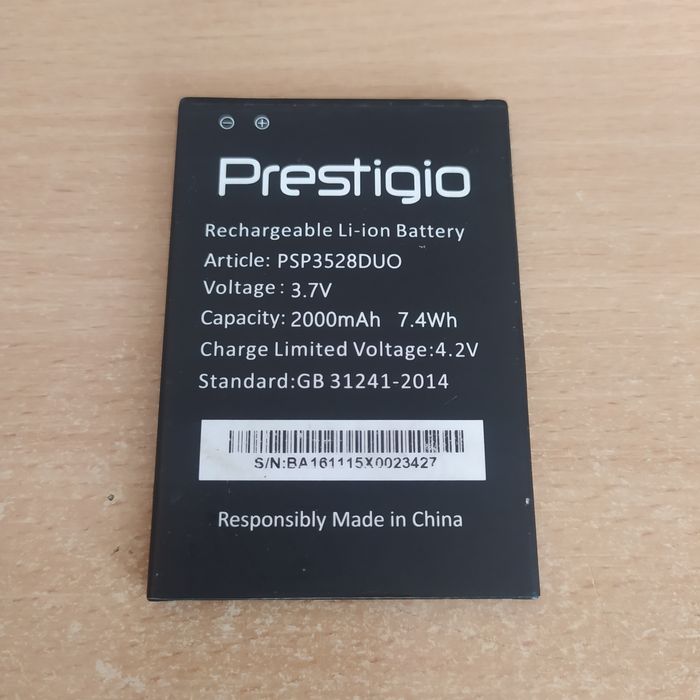 ⊖ ⊕
Prestigio
Rechargeable Li-ion Battery
Article: PSP3528DUO
Voltage : 3.7V
Capacity: 2000mAh 7.4Wh
Charge Limited Voltage:4.2V
Standard:GB 31241-2014
S/N:BA161115X0023427
Responsibly Made in China